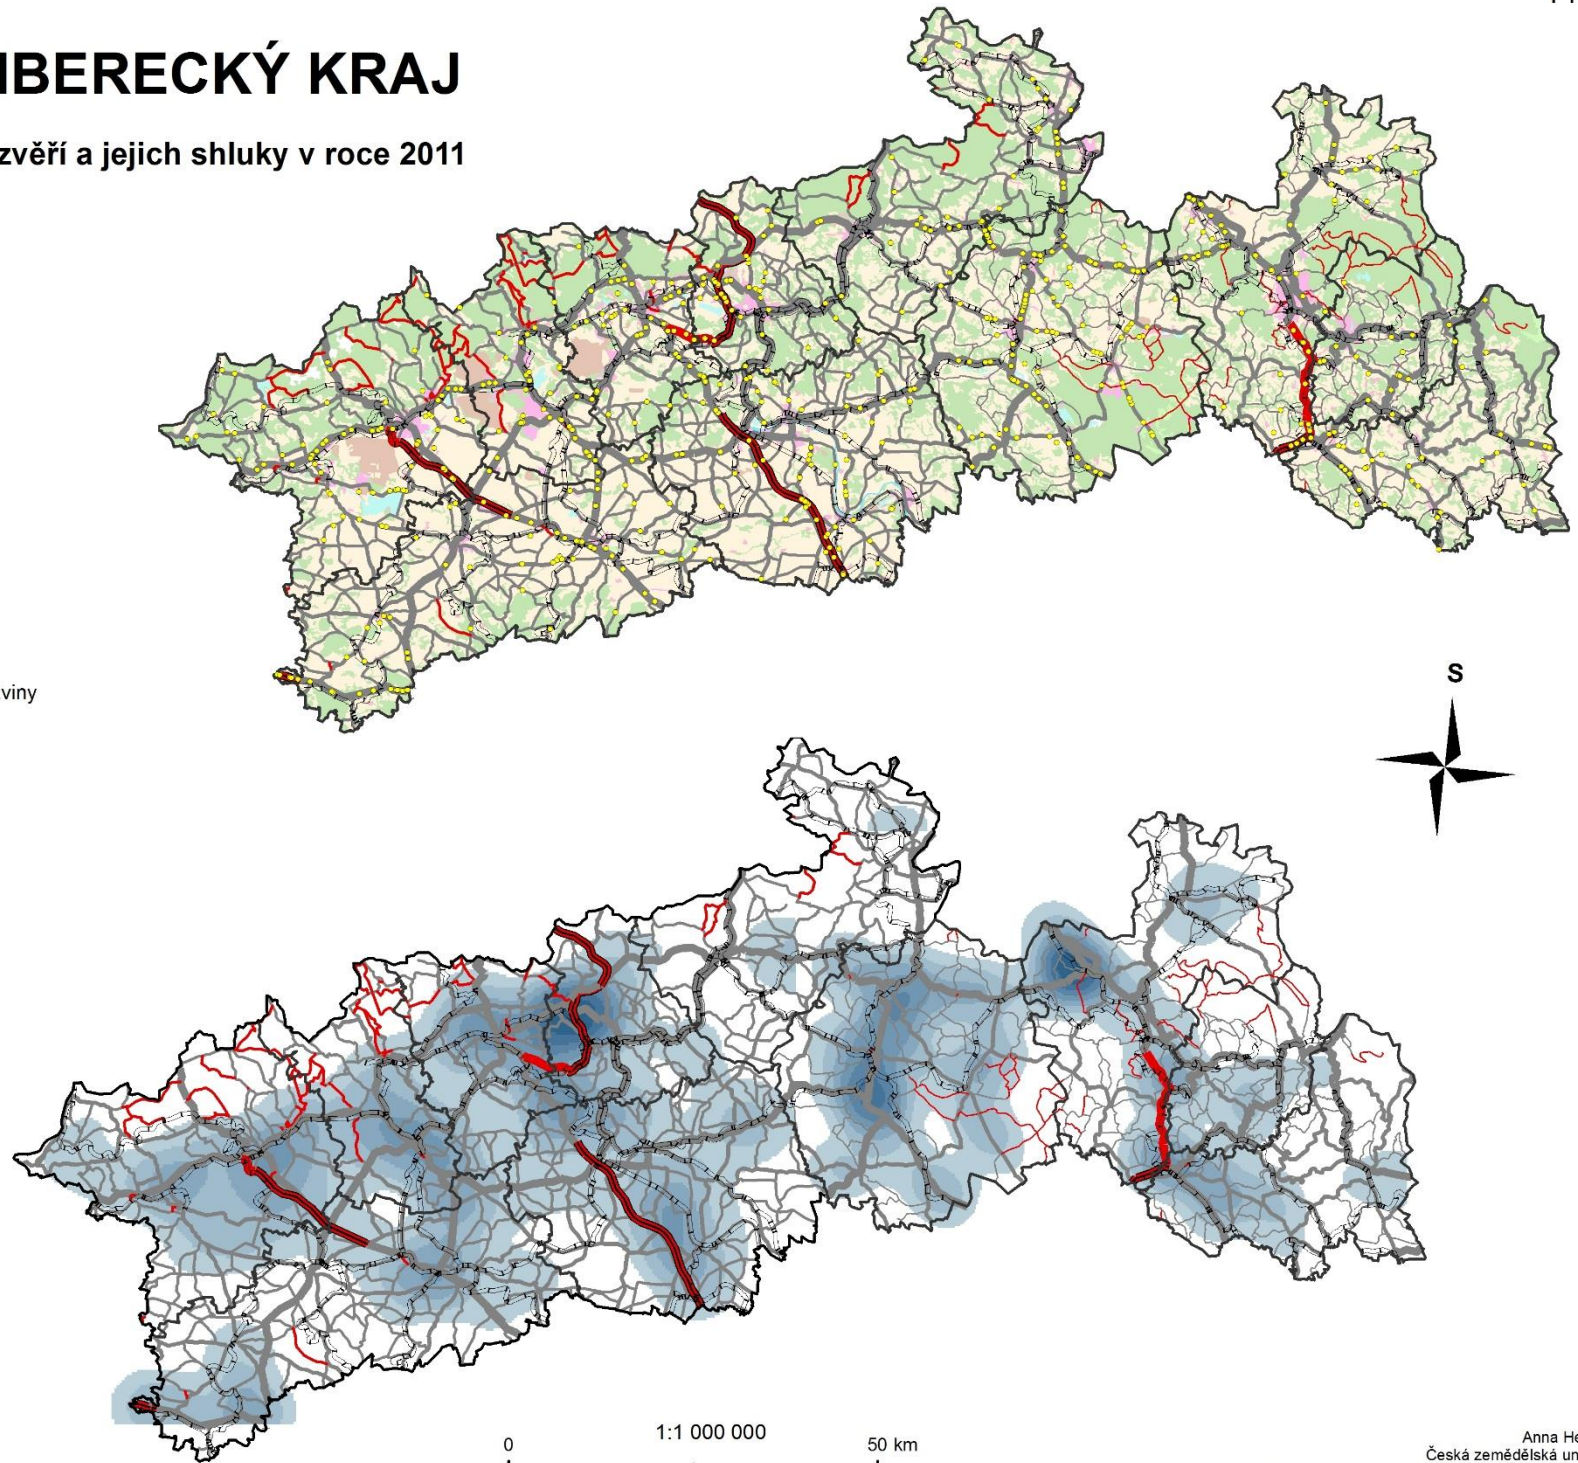 IBERECKÝ KRAJ
zvěří a jejich shluky v roce 2011
viny
S
1:1 000 000
0 50 km
Anna He
Česká zemědělská un